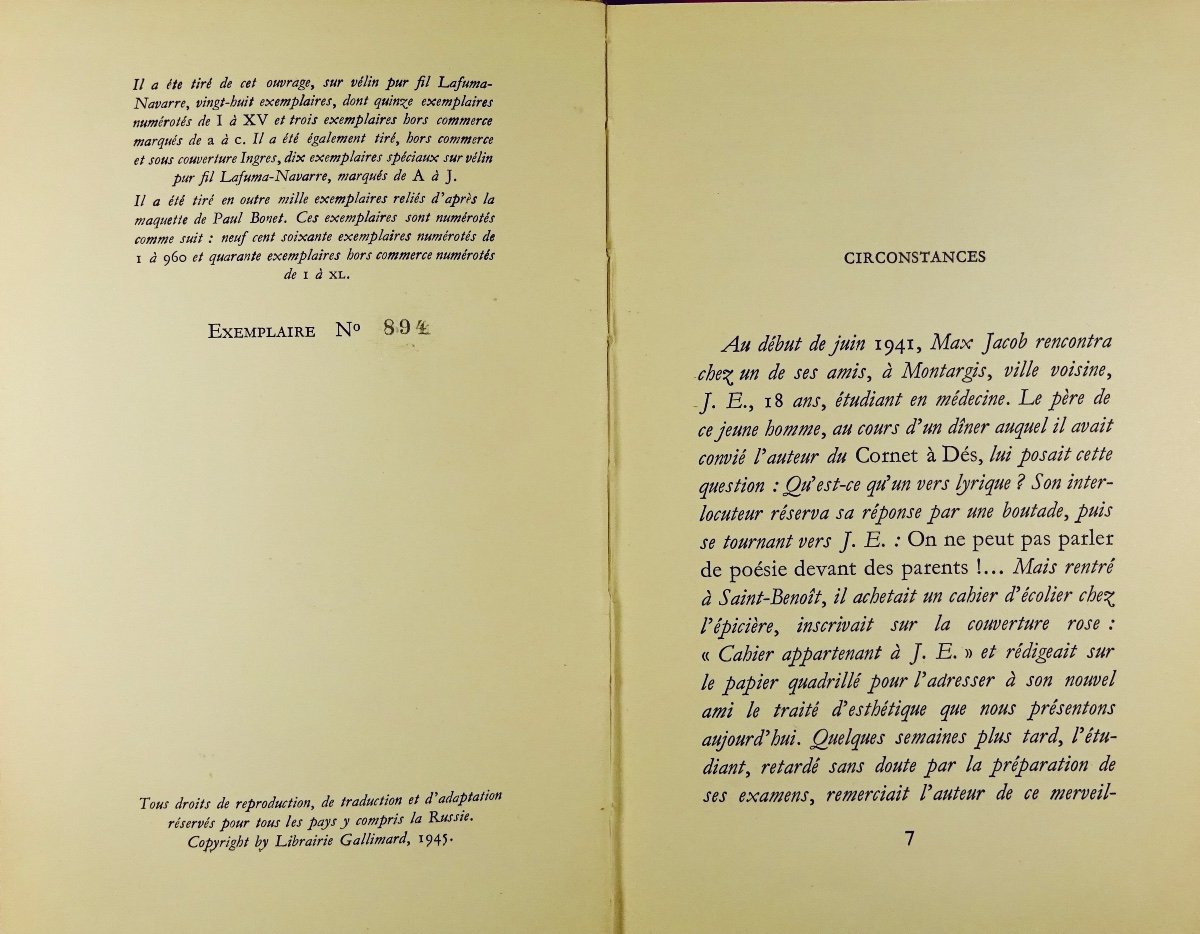 Il a éte tiré de cet ouvrage, sur vélin pur fil Lafuma-
Navarre, vingt-huit exemplaires, dont quinze exemplaires
numérotés de I à XV et trois exemplaires hors commerce
marqués de a à c. Il a été également tiré, hors commerce
et sous couverture Ingres, dix exemplaires spéciaux sur vélin
pur fil Lafuma-Navarre, marqués de A à J.
Il a été tiré en outre mille exemplaires reliés d'après la
maquette de Paul Bonet. Ces exemplaires sont numérotés
comme suit : neuf cent soixante exemplaires numérotés de
1 à 960 et quarante exemplaires hors commerce numérotés
de I à XL.
EXEMPLAIRE Nº 894
Tous droits de reproduction, de traduction et d'adaptation
réservés pour tous les pays y compris la Russie.
Copyright by Librairie Gallimard, 1945.
CIRCONSTANCES
Au début de juin 1941, Max Jacob rencontra
chez un de ses amis, à Montargis, ville voisine,
J. E., 18 ans, étudiant en médecine. Le père de
ce jeune homme, au cours d'un dîner auquel il avait
convié l'auteur du Cornet à Dés, lui posait cette
question : Qu'est-ce qu'un vers lyrique ? Son inter-
locuteur réserva sa réponse par une boutade, puis
se tournant vers J. E. : On ne peut pas parler
de poésie devant des parents !... Mais rentré
à Saint-Benoît, il achetait un cahier d'écolier chez
l'épicière, inscrivait sur la couverture rose :
« Cahier appartenant à J. E. » et rédigeait sur
le papier quadrillé pour l'adresser à son nouvel
ami le traité d'esthétique que nous présentons
aujourd'hui. Quelques semaines plus tard, l'étu-
diant, retardé sans doute par la préparation de
ses examens, remerciait l'auteur de ce merveil-
7